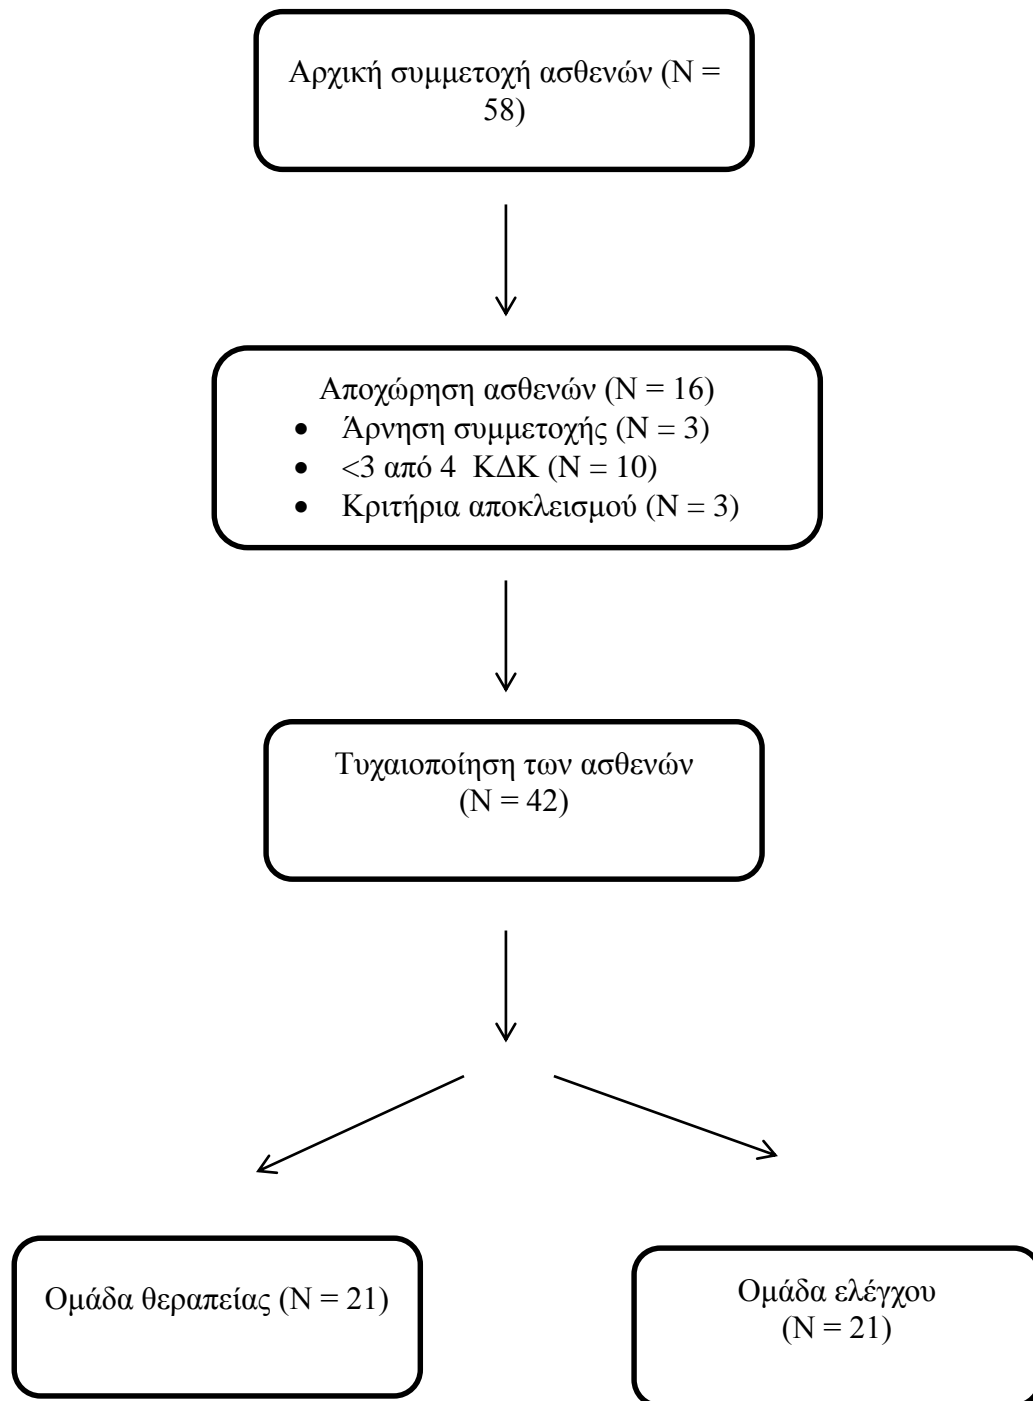 Αρχική συμμετοχή ασθενών (Ν =
58)
Αποχώρηση ασθενών (Ν = 16)
• Άρνηση συμμετοχής (Ν = 3)
• <3 από 4 ΚΔΚ (Ν = 10)
• Κριτήρια αποκλεισμού (Ν = 3)
Τυχαιοποίηση των ασθενών
(Ν = 42)
Ομάδα θεραπείας (Ν = 21)
Ομάδα ελέγχου
(Ν = 21)